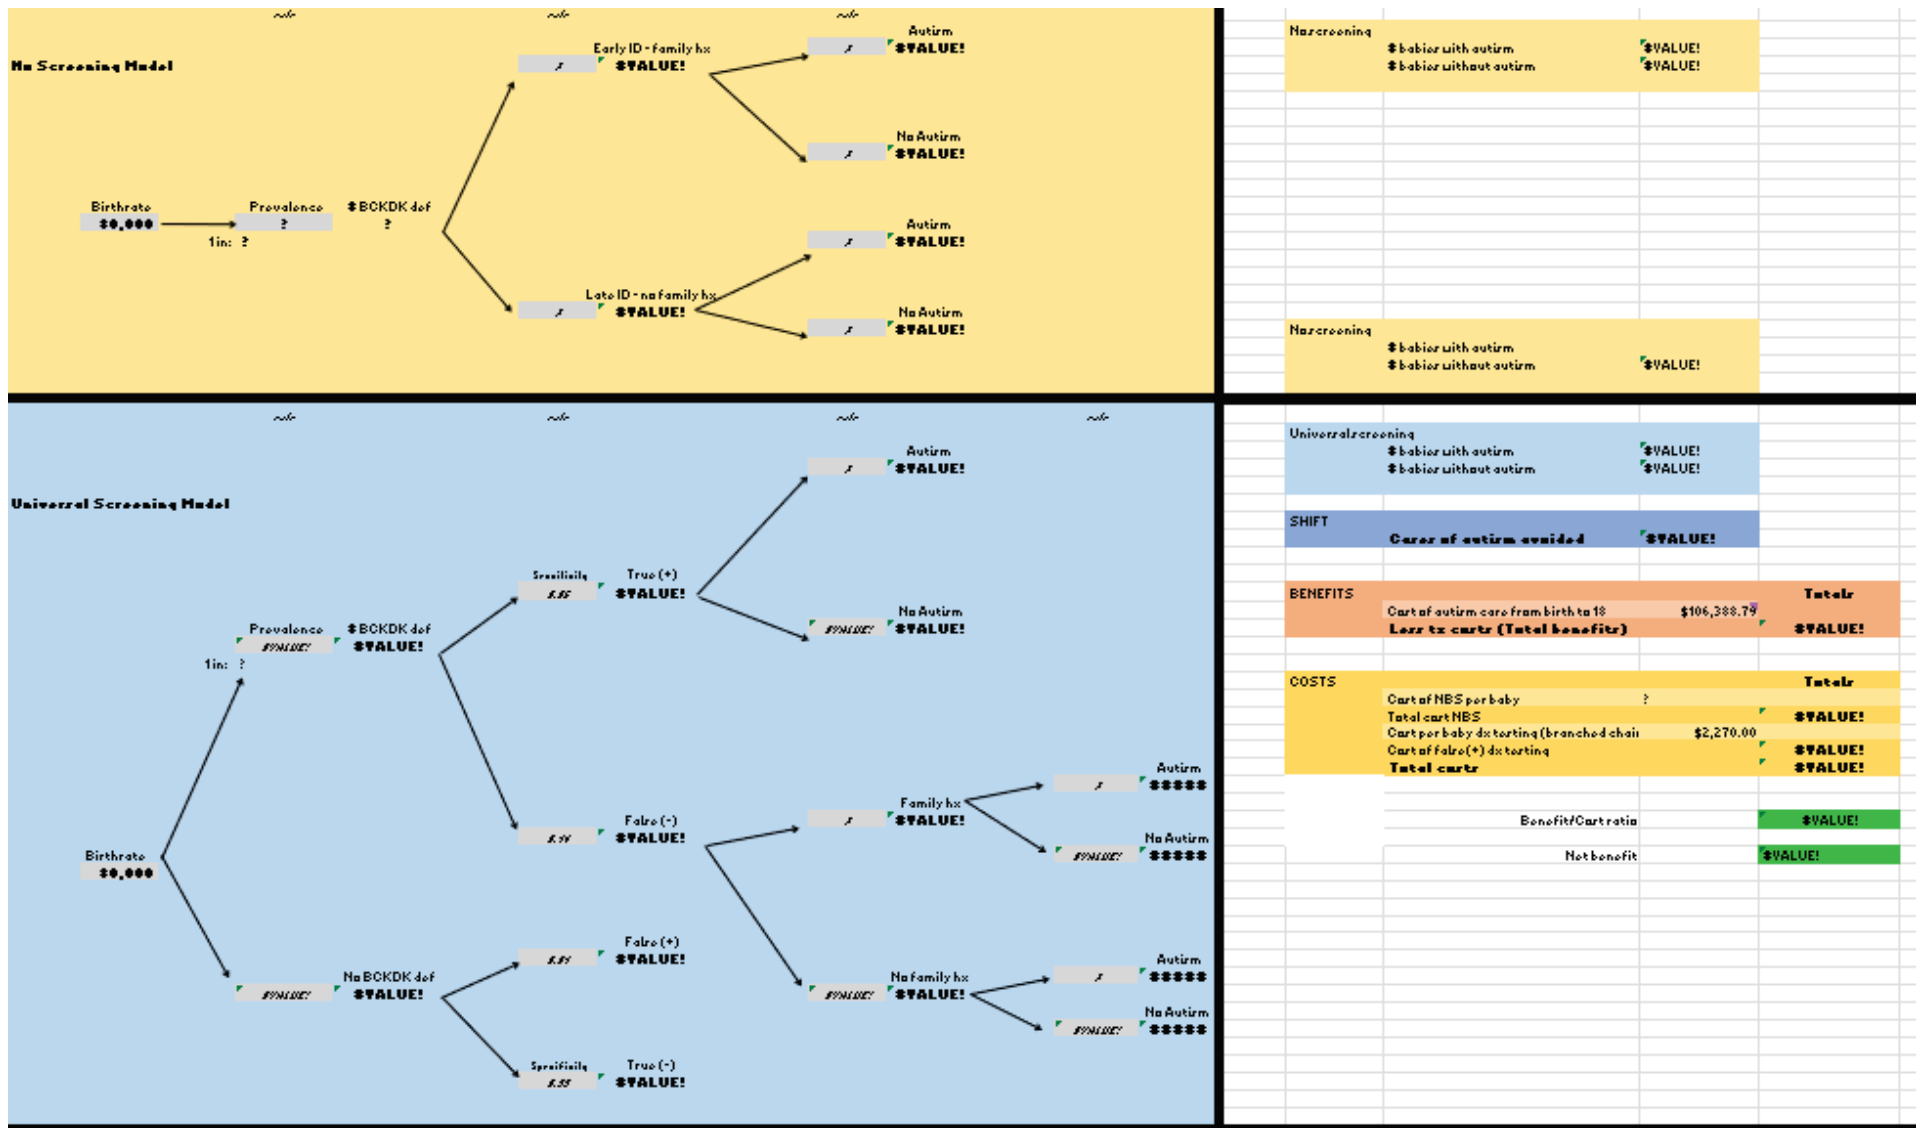 No Screening Model
Early ID - family hx
#VALUE!
Autism
#VALUE!
No Autism
#VALUE!
Birthrate
Prevalence
?
1 in: ?
# BCKDK def
?
Late ID - no family hx
#VALUE!
Autism
#VALUE!
No Autism
#VALUE!
No screening
# babies with autism #VALUE!
# babies without autism #VALUE!
No screening
# babies with autism
# babies without autism #VALUE!
Universal Screening Model
Autism
#VALUE!
True (+)
#VALUE!
No Autism
#VALUE! #VALUE!
Prevalence
#VALUE!
1 in: ?
# BCKDK def
#VALUE!
False (-)
#VALUE!
Family hx
#VALUE!
Autism
#####
No Autism
#VALUE! #####
Birthrate
False (+)
#VALUE!
No BCKDK def
#VALUE! #VALUE!
No family hx
#VALUE! #VALUE!
Autism
#####
No Autism
#VALUE! #####
Specificity
True (-)
#VALUE!
Universal screening
# babies with autism #VALUE!
# babies without autism #VALUE!
SHIFT
Cases of autism avoided #VALUE!
BENEFITS Totals
Cost of autism care from birth to 18 $106,388.79
Less tx costs (Total benefits) #VALUE!
COSTS Totals
Cost of NBS per baby ?
Total cost NBS #VALUE!
Cost per baby dx testing (branched chain $2,270.00
Cost of false (+) dx testing #VALUE!
Total costs #VALUE!
Benefit/Cost ratio #VALUE!
Net benefit #VALUE!